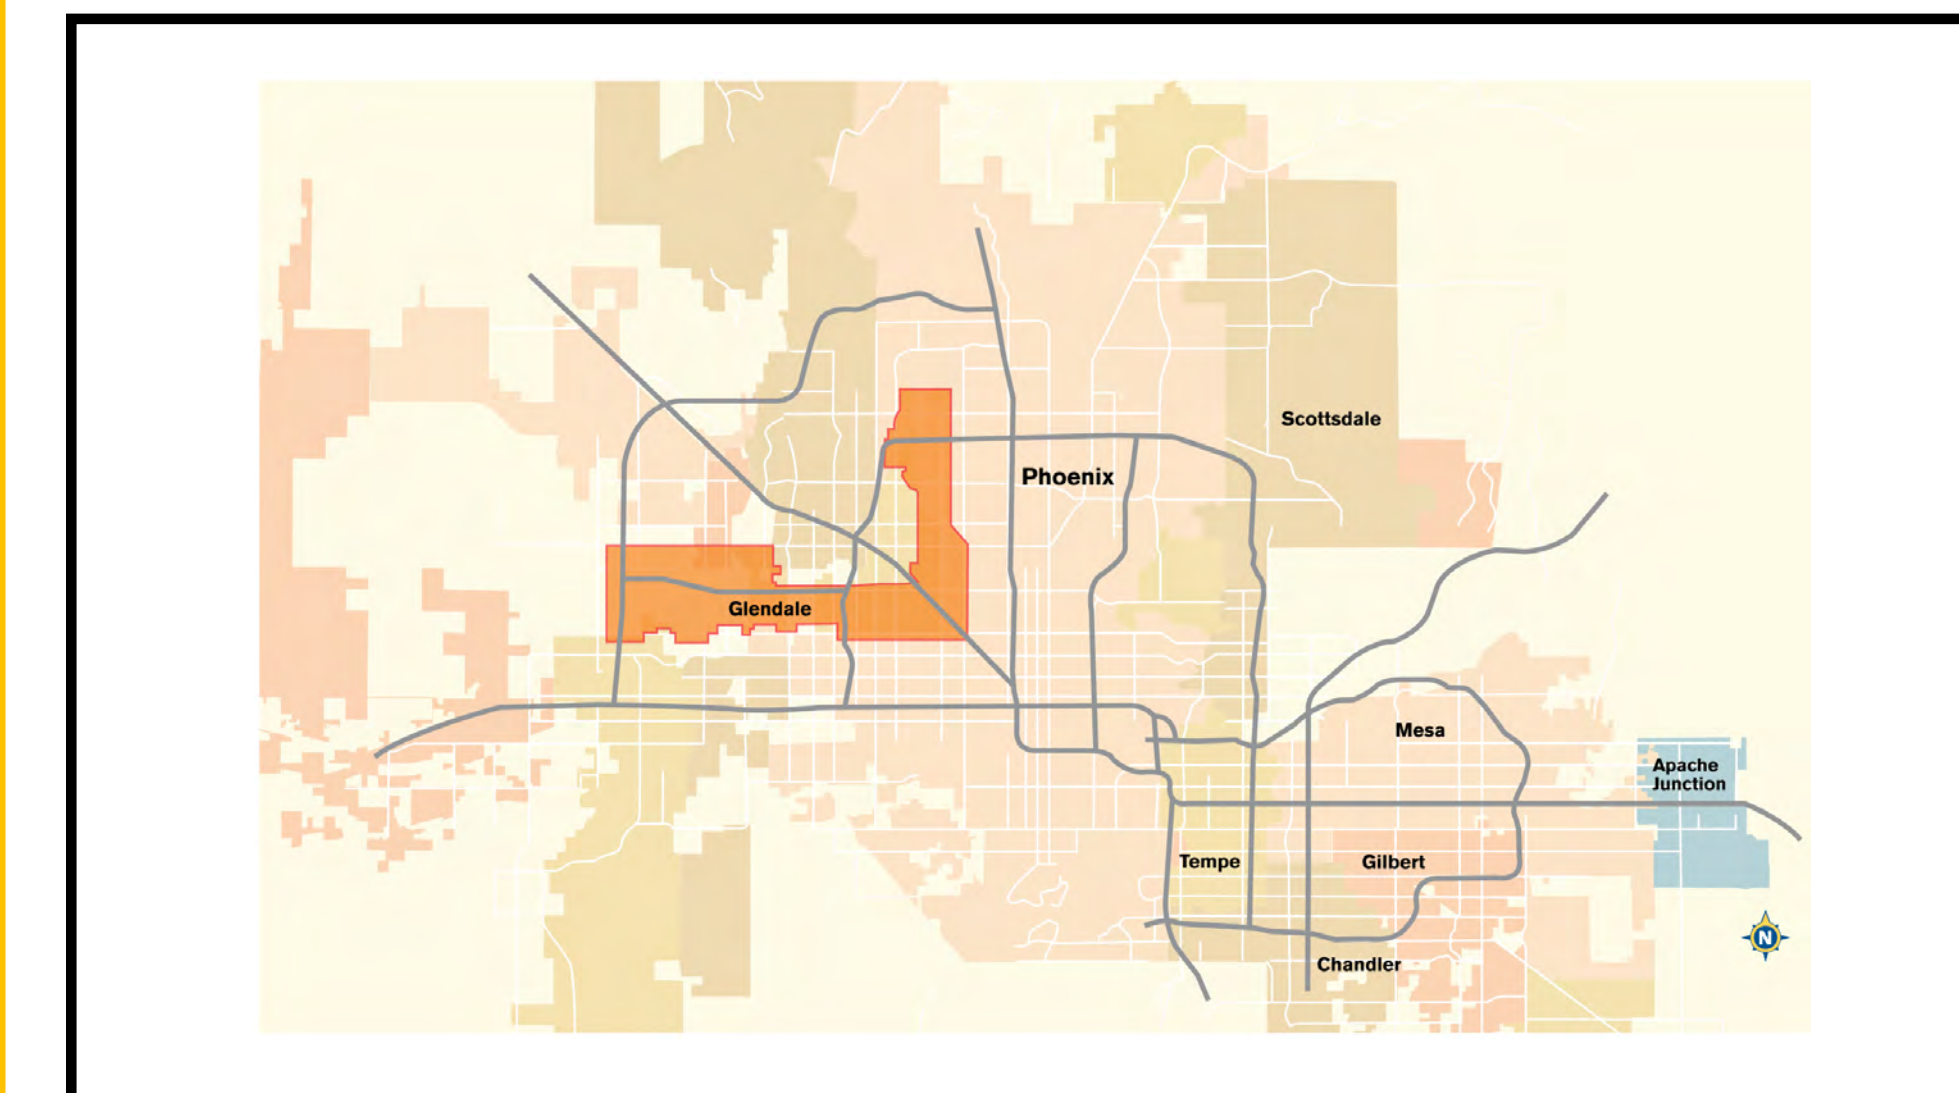 Scottsdale
Phoenix
Glendale
Mesa
Apache
Junction
Tempe
Gilbert
N
Chandler